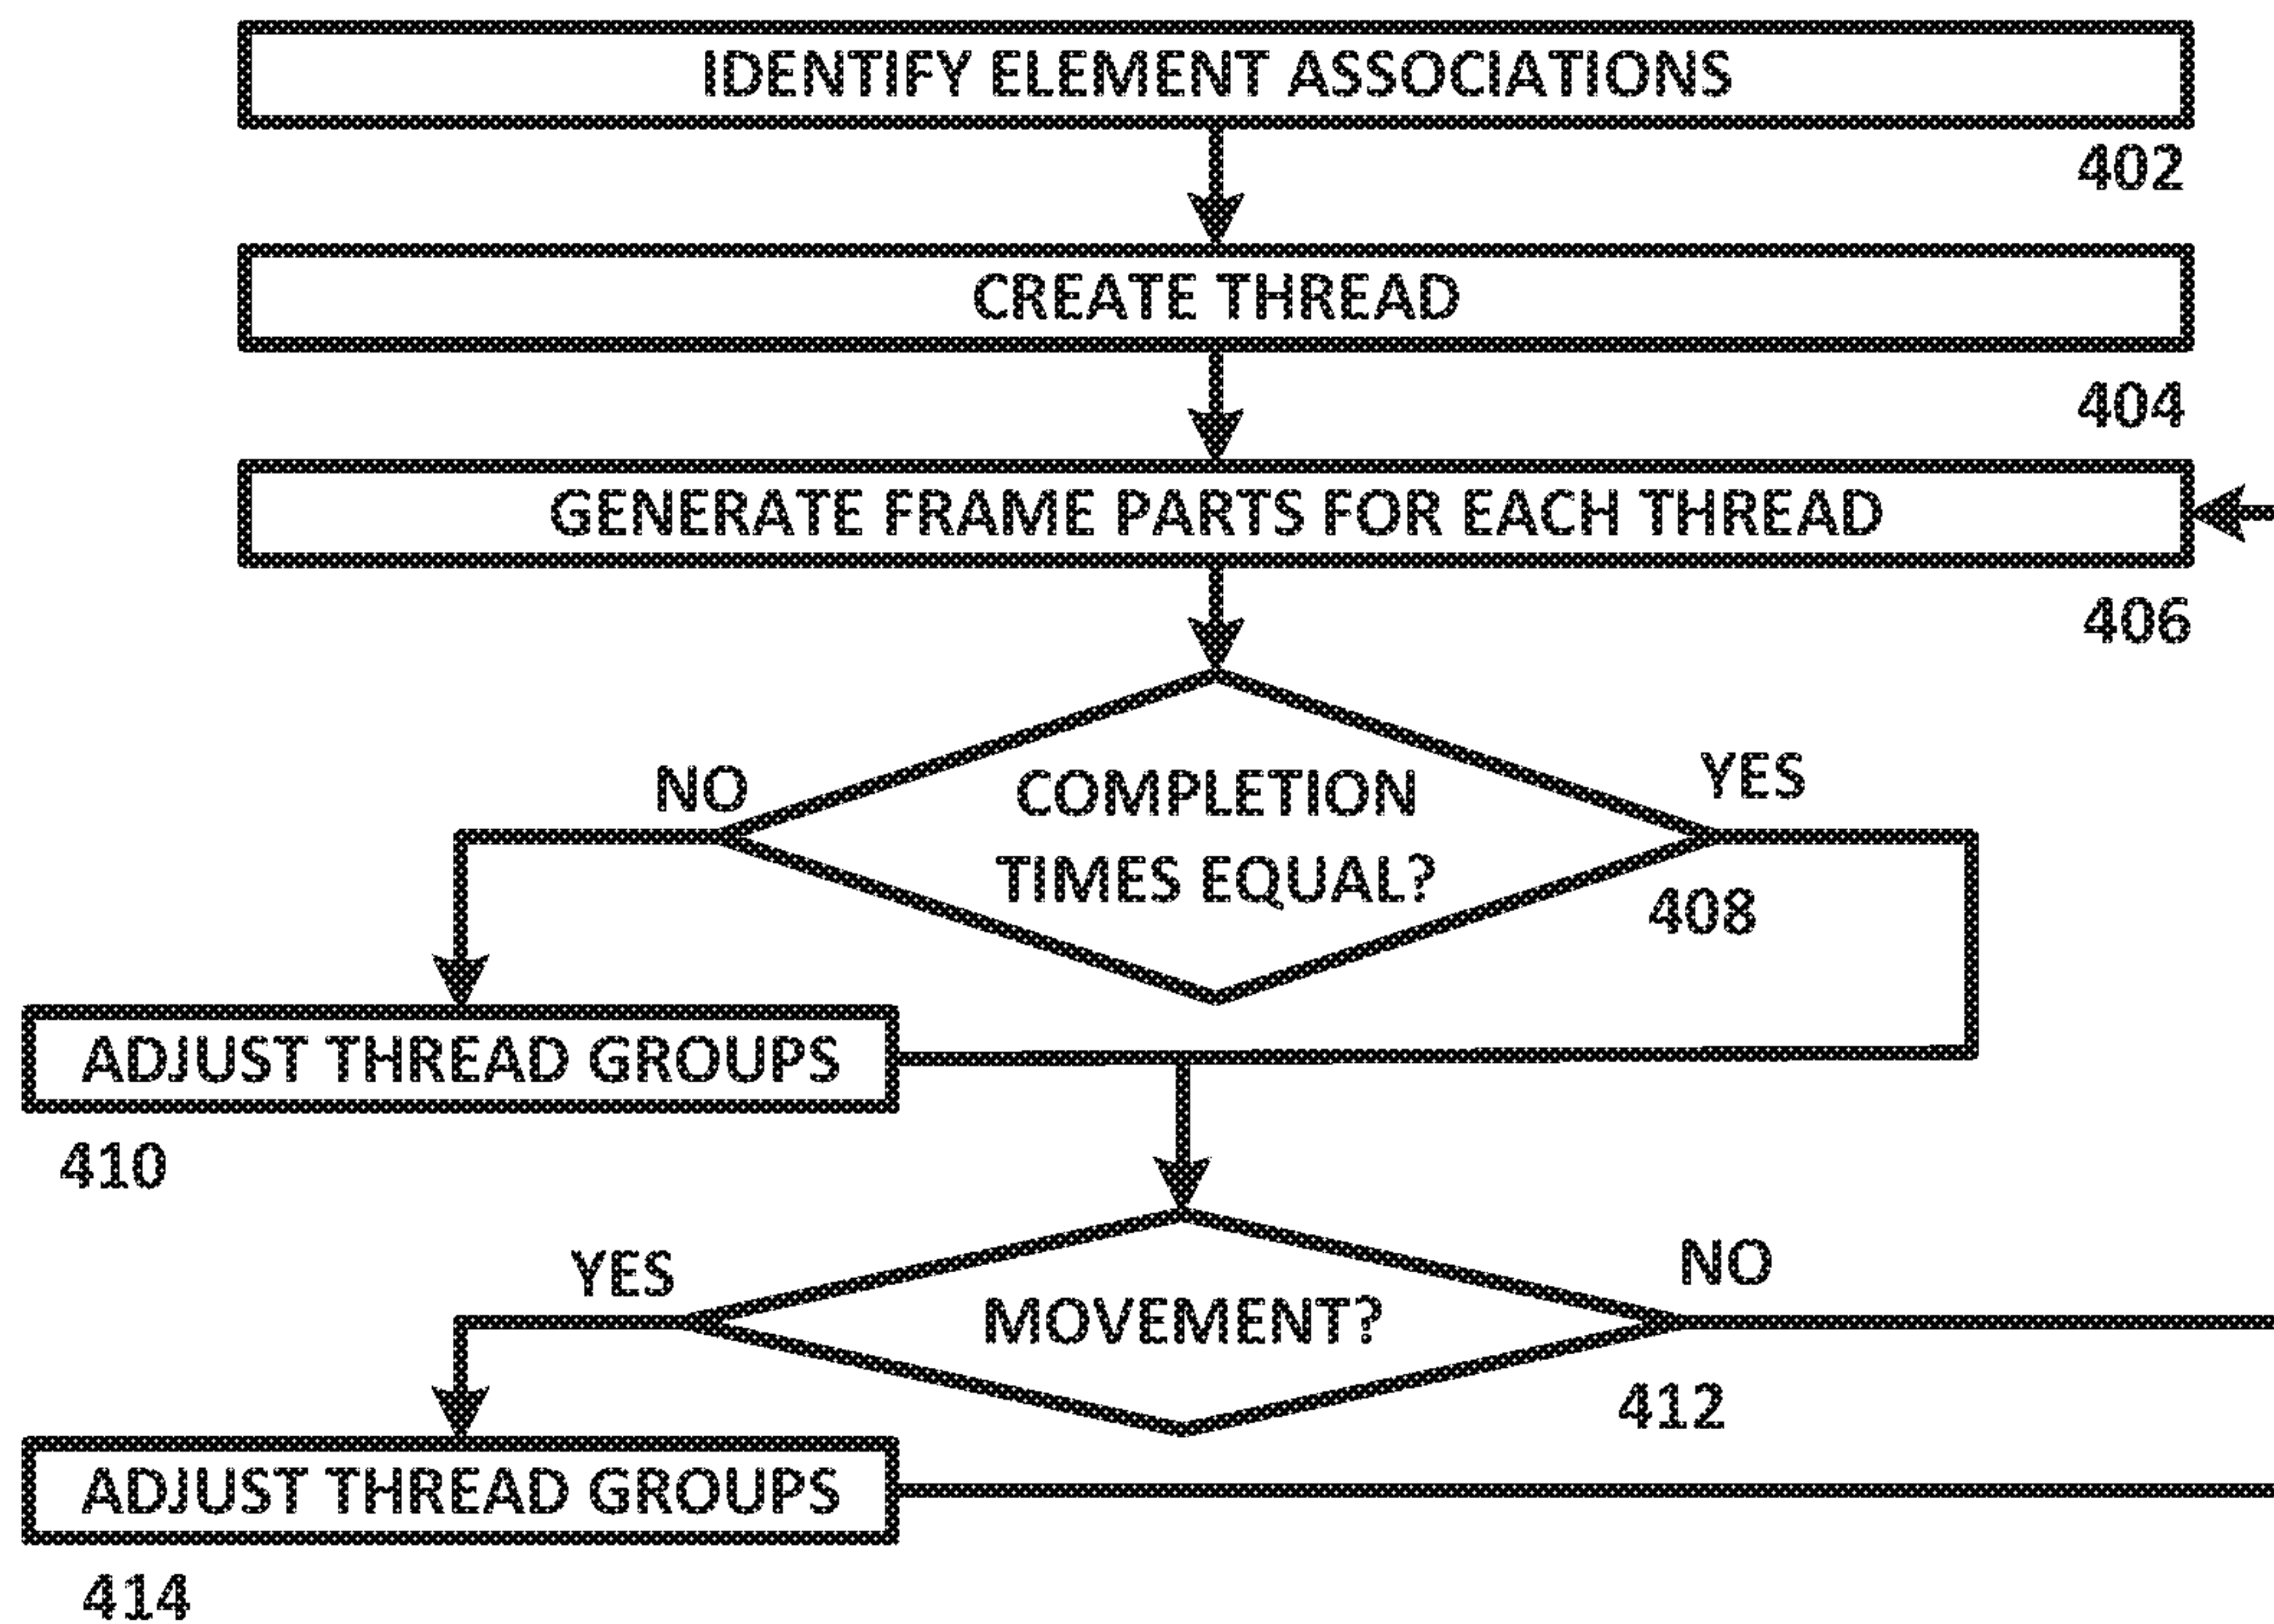 IDENTIFY ELEMENT ASSOCIATIONS
402
CREATE THREAD
404
GENERATE FRAME PARTS FOR EACH THREAD
406
NO
YES
COMPLETION
TIMES EQUAL?
408
ADJUST THREAD GROUPS
410
YES
NO
MOVEMENT?
412
ADJUST THREAD GROUPS
414